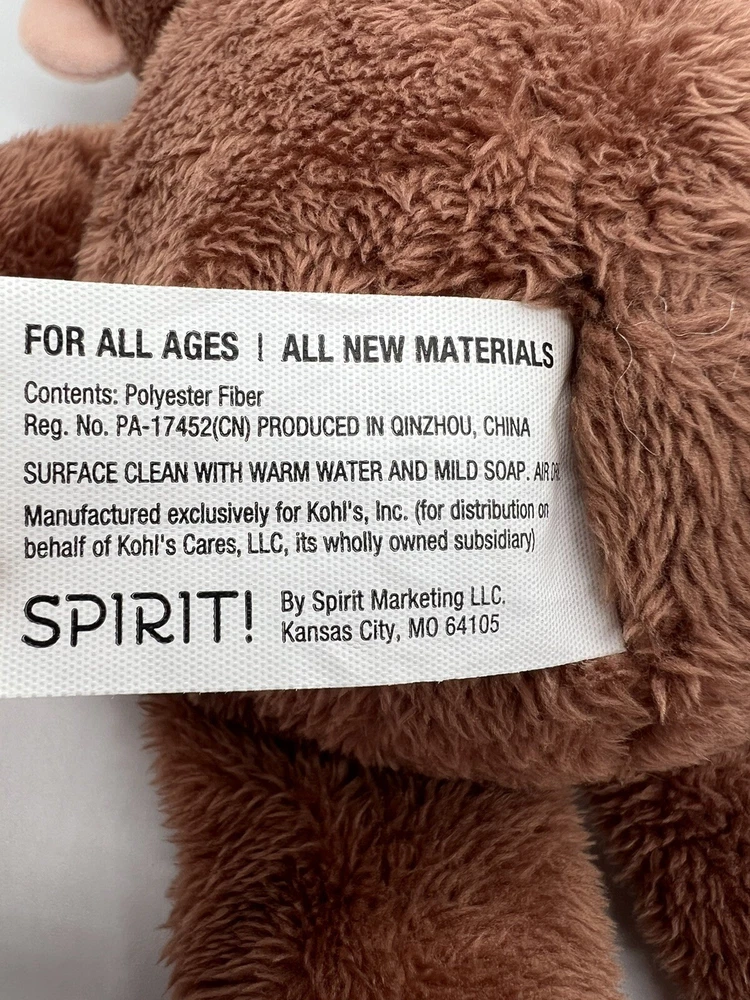 FOR ALL AGES | ALL NEW MATERIALS
Contents: Polyester Fiber
Reg. No. PA-17452(CN) PRODUCED IN QINZHOU, CHINA
SURFACE CLEAN WITH WARM WATER AND MILD SOAP. AIR
Manufactured exclusively for Kohl's, Inc. (for distribution on
behalf of Kohl's Cares, LLC, its wholly owned subsidiary)
SPIRIT!
By Spirit Marketing LLC.
Kansas City, MO 64105